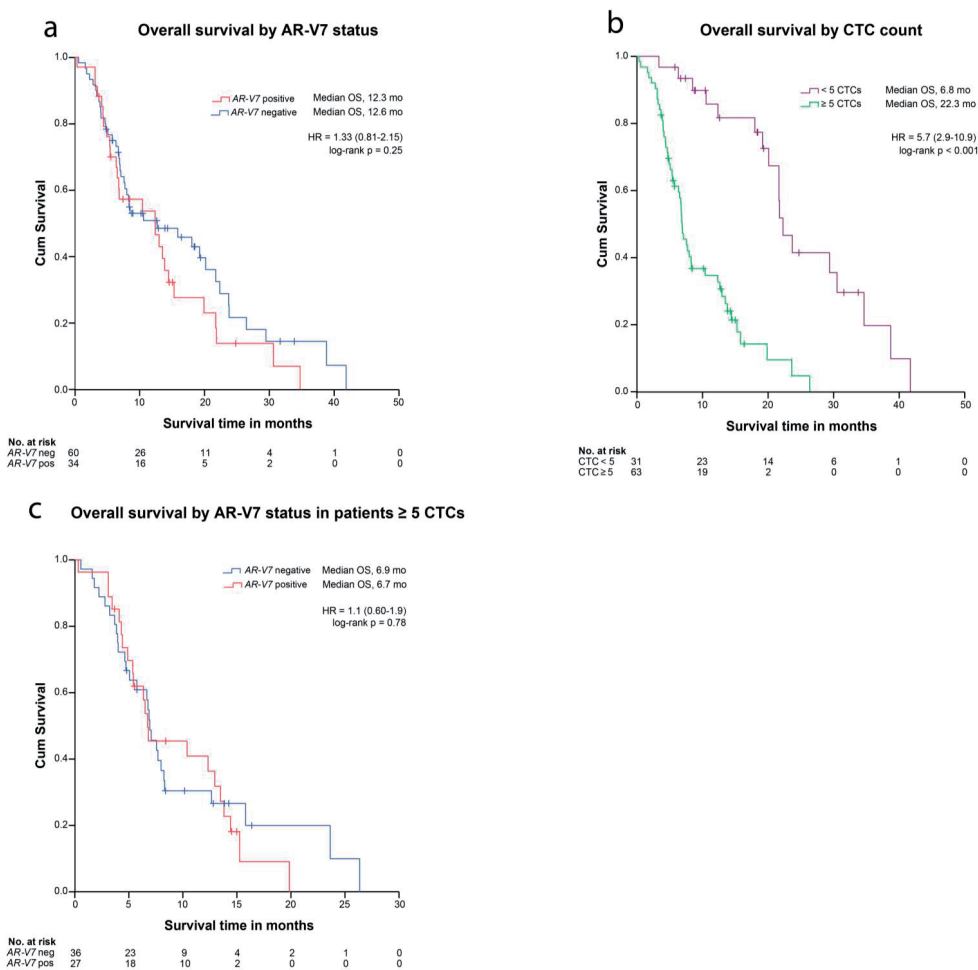 a
Overall survival by AR-V7 status
AR-V7 positive Median OS, 12.3 mo
AR-V7 negative Median OS, 12.6 mo
HR = 1.33 (0.81-2.15)
log-rank p = 0.25
Cum Survival
1.0
0.8
0.6
0.4
0.2
0.0
0 10 20 30 40 50
Survival time in months
No. at risk
AR-V7 neg 60 26 11 4 1 0
AR-V7 pos 34 16 5 2 0 0
b
Overall survival by CTC count
< 5 CTCs Median OS, 6.8 mo
≥ 5 CTCs Median OS, 22.3 mo
HR = 5.7 (2.9-10.9)
log-rank p < 0.001
Cum Survival
1.0
0.8
0.6
0.4
0.2
0.0
0 10 20 30 40 50
Survival time in months
No. at risk
CTC < 5 31 23 14 6 1 0
CTC ≥ 5 63 19 2 0 0 0
c
Overall survival by AR-V7 status in patients ≥ 5 CTCs
AR-V7 negative Median OS, 6.9 mo
AR-V7 positive Median OS, 6.7 mo
HR = 1.1 (0.60-1.9)
log-rank p = 0.78
Cum Survival
1.0
0.8
0.6
0.4
0.2
0.0
0 5 10 15 20 25 30
Survival time in months
No. at risk
AR-V7 neg 36 23 9 4 2 1 0
AR-V7 pos 27 18 10 2 0 0 0